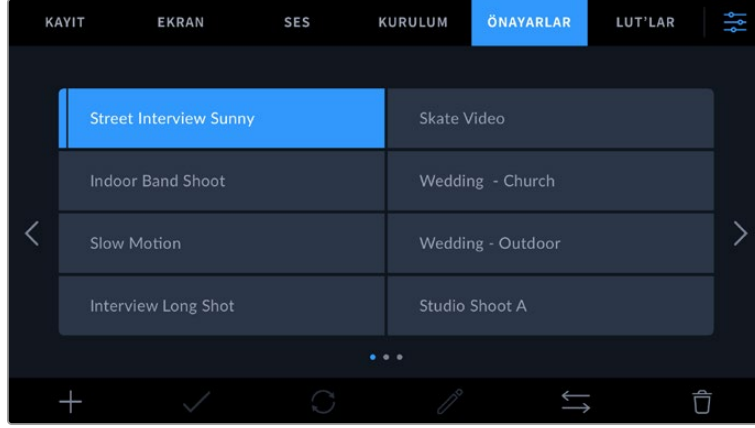 KAYIT EKRAN SES KURULUM ÖNAYARLAR LUT'LAR
Street Interview Sunny Skate Video
Indoor Band Shoot Wedding - Church
Slow Motion Wedding - Outdoor
Interview Long Shot Studio Shoot A